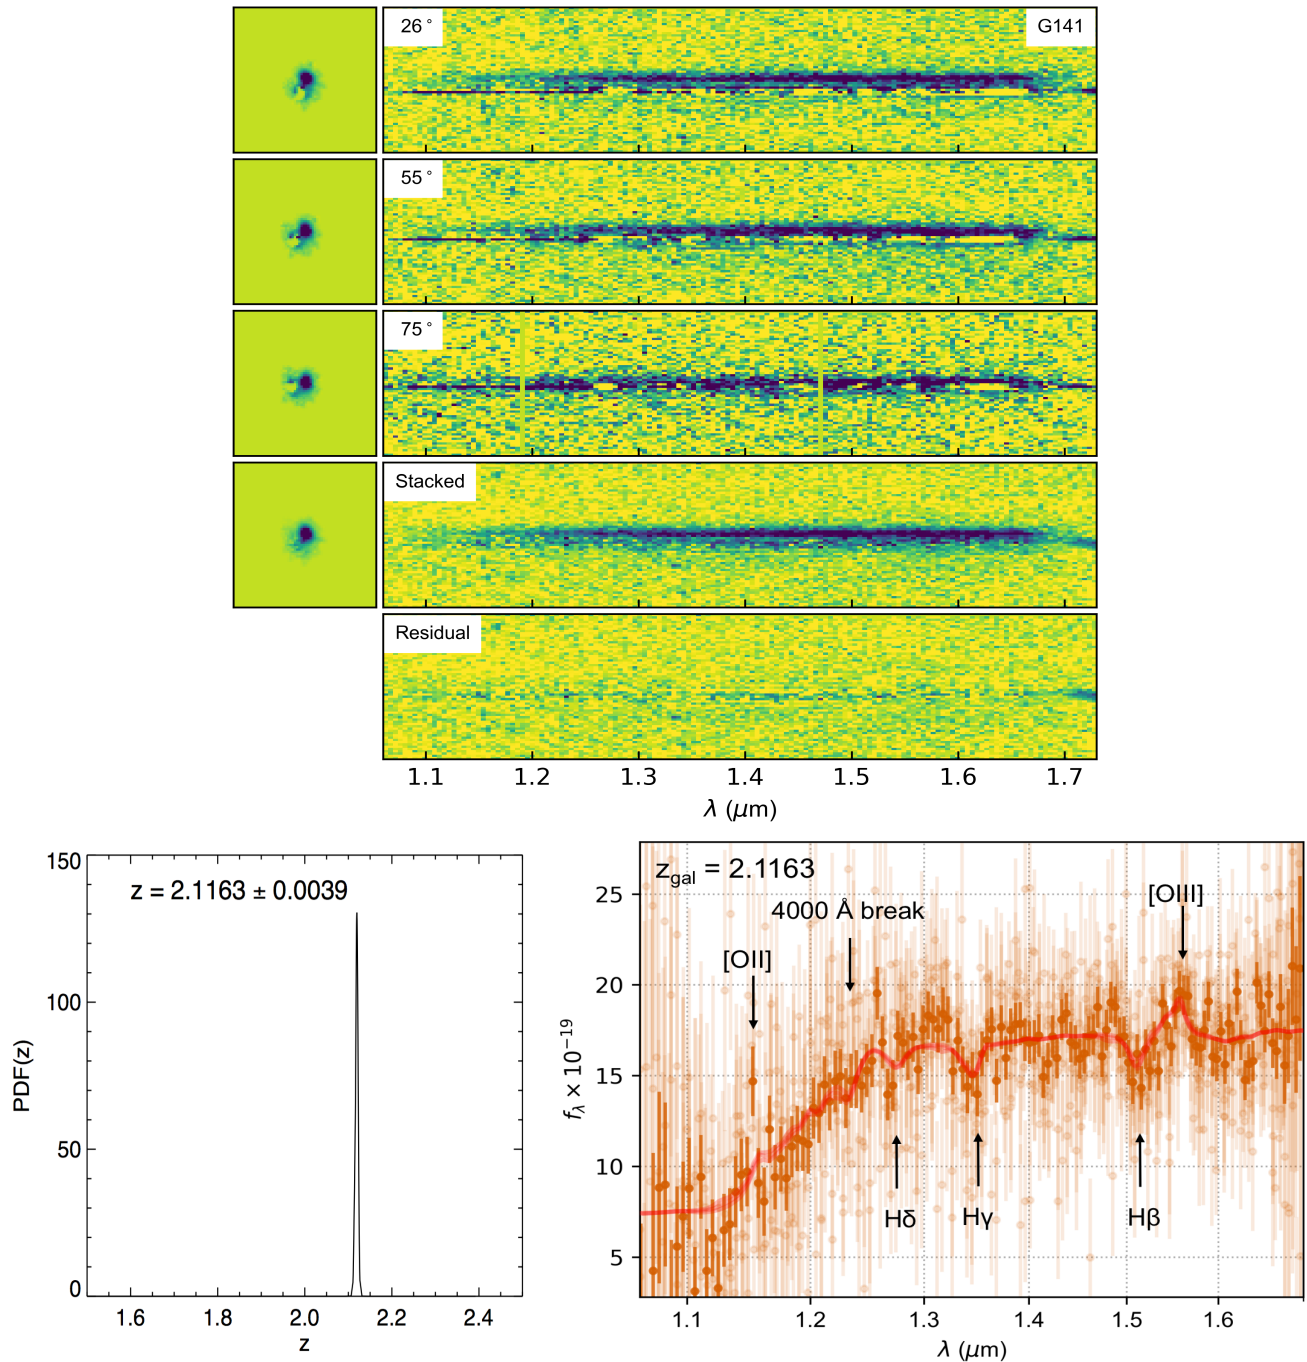 26°
G141
55°
75°
Stacked
Residual
1.1 1.2 1.3 1.4 1.5 1.6 1.7
λ (μm)
150
100
50
0
PDF(z)
z = 2.1163 ± 0.0039
1.6 1.8 2.0 2.2 2.4
z
z_gal = 2.1163
4000 Å break
[OII]
[OIII]
Hδ
Hγ
Hβ
25
20
15
10
5
f_λ × 10⁻¹⁹
1.1 1.2 1.3 1.4 1.5 1.6
λ (μm)